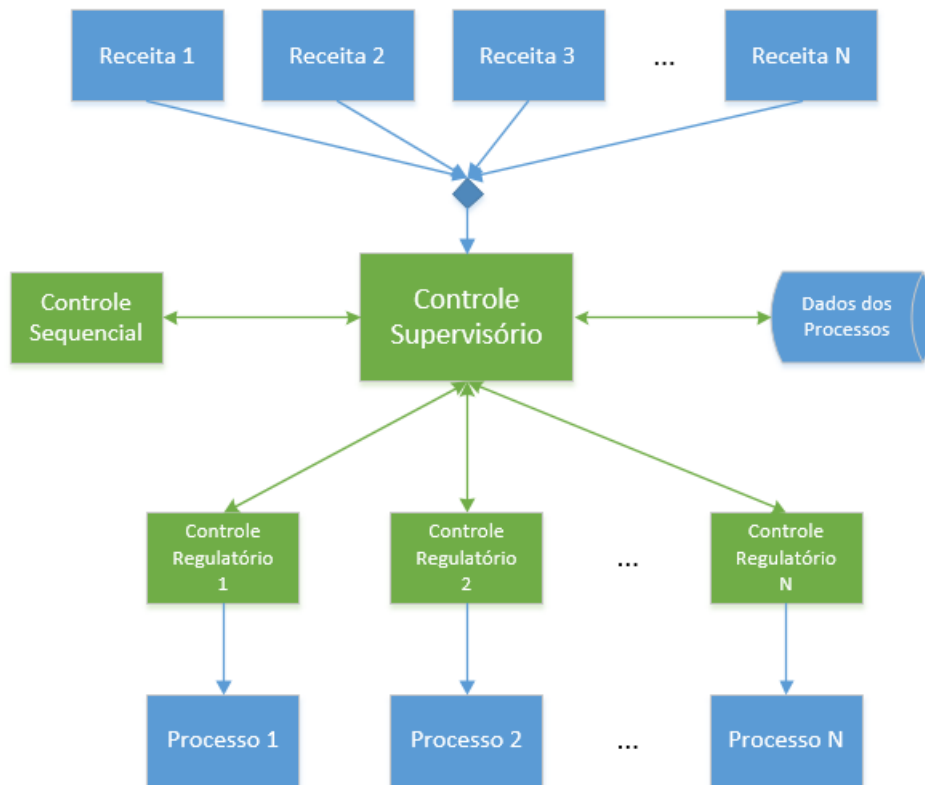 Receita 1
Receita 2
Receita 3
...
Receita N
Controle
Sequencial
Controle
Supervisório
Dados dos
Processos
Controle
Regulatório
1
Controle
Regulatório
2
...
Controle
Regulatório
N
Processo 1
Processo 2
...
Processo N